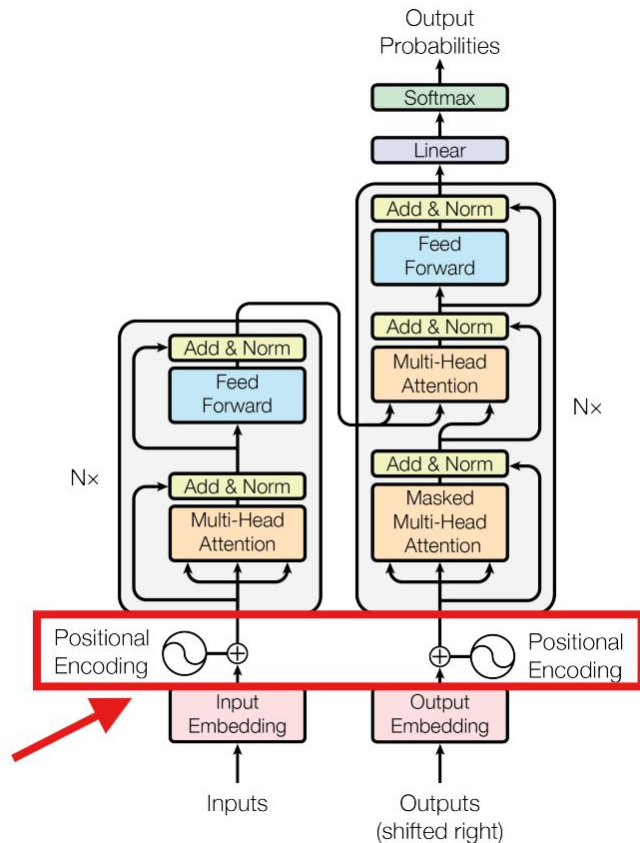 Output
Probabilities
Softmax
Linear
Add & Norm
Feed
Forward
Add & Norm
Multi-Head
Attention
Add & Norm
Masked
Multi-Head
Attention
N×
Add & Norm
Feed
Forward
Add & Norm
Multi-Head
Attention
N×
Positional
Encoding
Positional
Encoding
Input
Embedding
Output
Embedding
Inputs
Outputs
(shifted right)